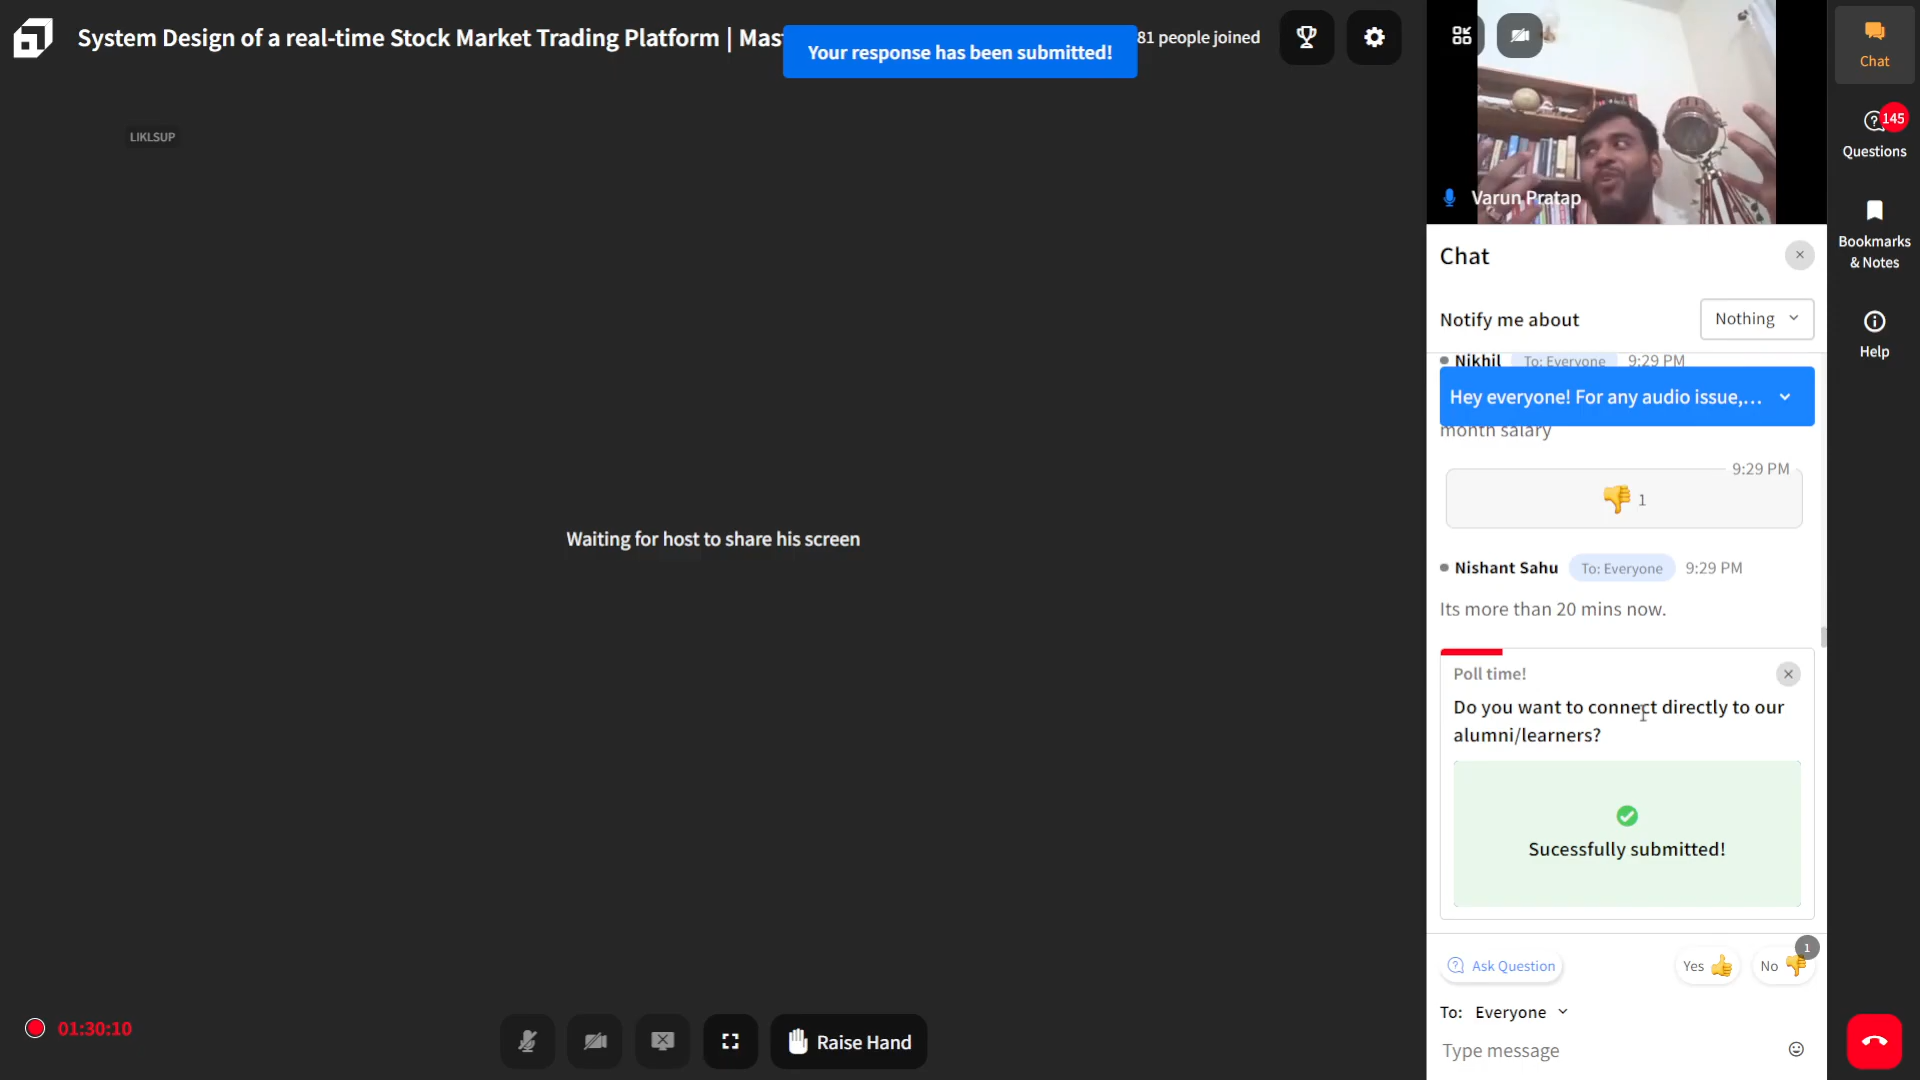 System Design of a real-time Stock Market Trading Platform | Mas
Your response has been submitted!
81 people joined
LIKLSUP
Waiting for host to share his screen
01:30:10
Raise Hand
Varun Pratap
Chat
Notify me about
Nothing
Nikhil To: Everyone 9:29 PM
Hey everyone! For any audio issue,...
month salary
9:29 PM
1
Nishant Sahu To: Everyone 9:29 PM
Its more than 20 mins now.
Poll time!
Do you want to connect directly to our
alumni/learners?
Sucessfully submitted!
Ask Question
Yes
No
1
To: Everyone
Type message
Chat
145
Questions
Bookmarks
& Notes
Help